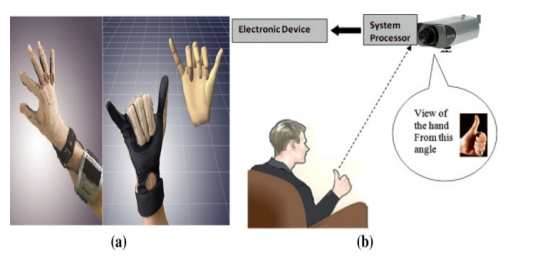 Electronic Device
System
Processor
View of
the hand
From this
angle
(a)
(b)